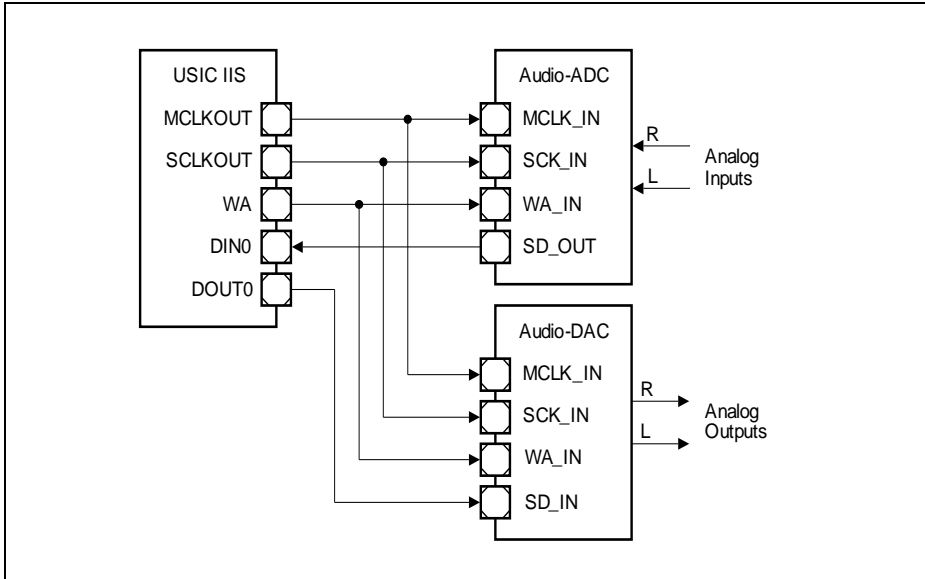 USIC IIS
MCLKOUT
SCLKOUT
WA
DIN0
DOUT0
Audio-ADC
MCLK_IN
SCK_IN
WA_IN
SD_OUT
R
L
Analog
Inputs
Audio-DAC
MCLK_IN
SCK_IN
WA_IN
SD_IN
R
L
Analog
Outputs